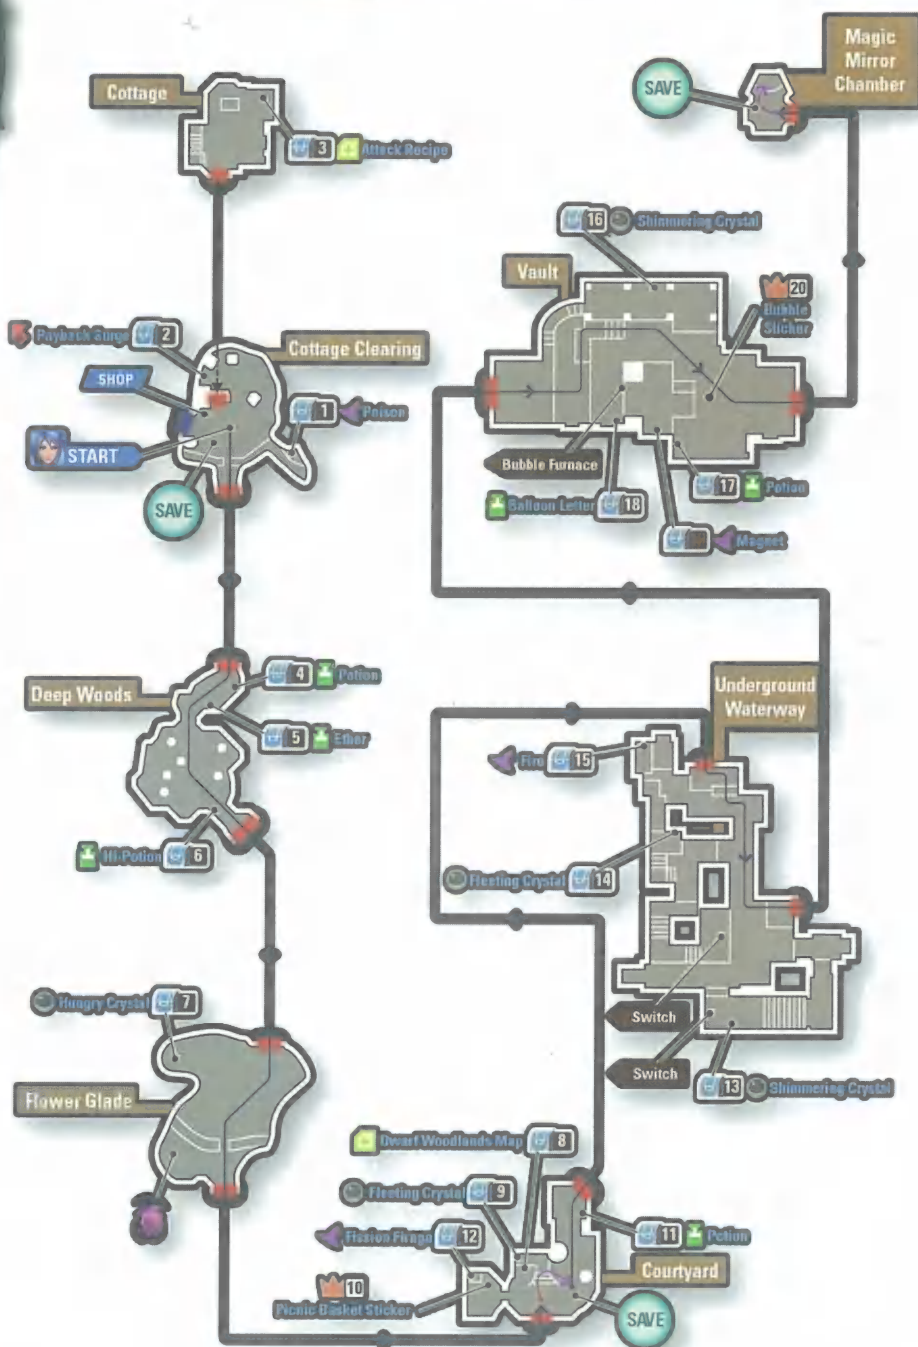 Cottage
3 Attack Recipe
Payback Surge 2
Cottage Clearing
SHOP
1 Poison
START
SAVE
Deep Woods
4 Potion
5 Ether
Hi-Potion 6
Hungry Crystal 7
Flower Glade
Magic
Mirror
Chamber
SAVE
16 Shimmering Crystal
Vault
20
Bubble
Sticker
Bubble Furnace
17 Potion
Balloon Letter 18
Magnet
Underground
Waterway
Fire 15
Fleeting Crystal 14
Switch
Switch
13 Shimmering Crystal
Dwarf Woodlands Map 8
Fleeting Crystal 9
Fission Firaga 12
11 Potion
10
Picnic Basket Sticker
Courtyard
SAVE